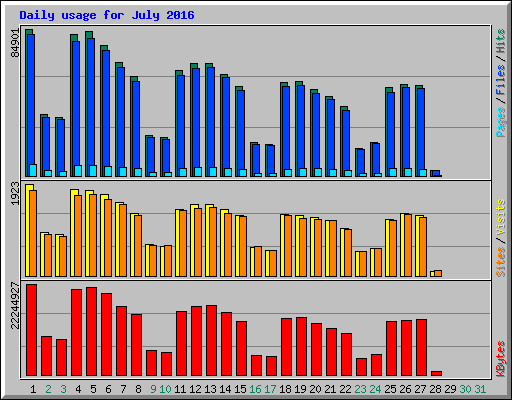 Daily usage for July 2016
84901
Pages / Files / Hits
1923
Sites / Visits
22244927
KBytes
1 2 3 4 5 6 7 8 9 10 11 12 13 14 15 16 17 18 19 20 21 22 23 24 25 26 27 28 29 30 31